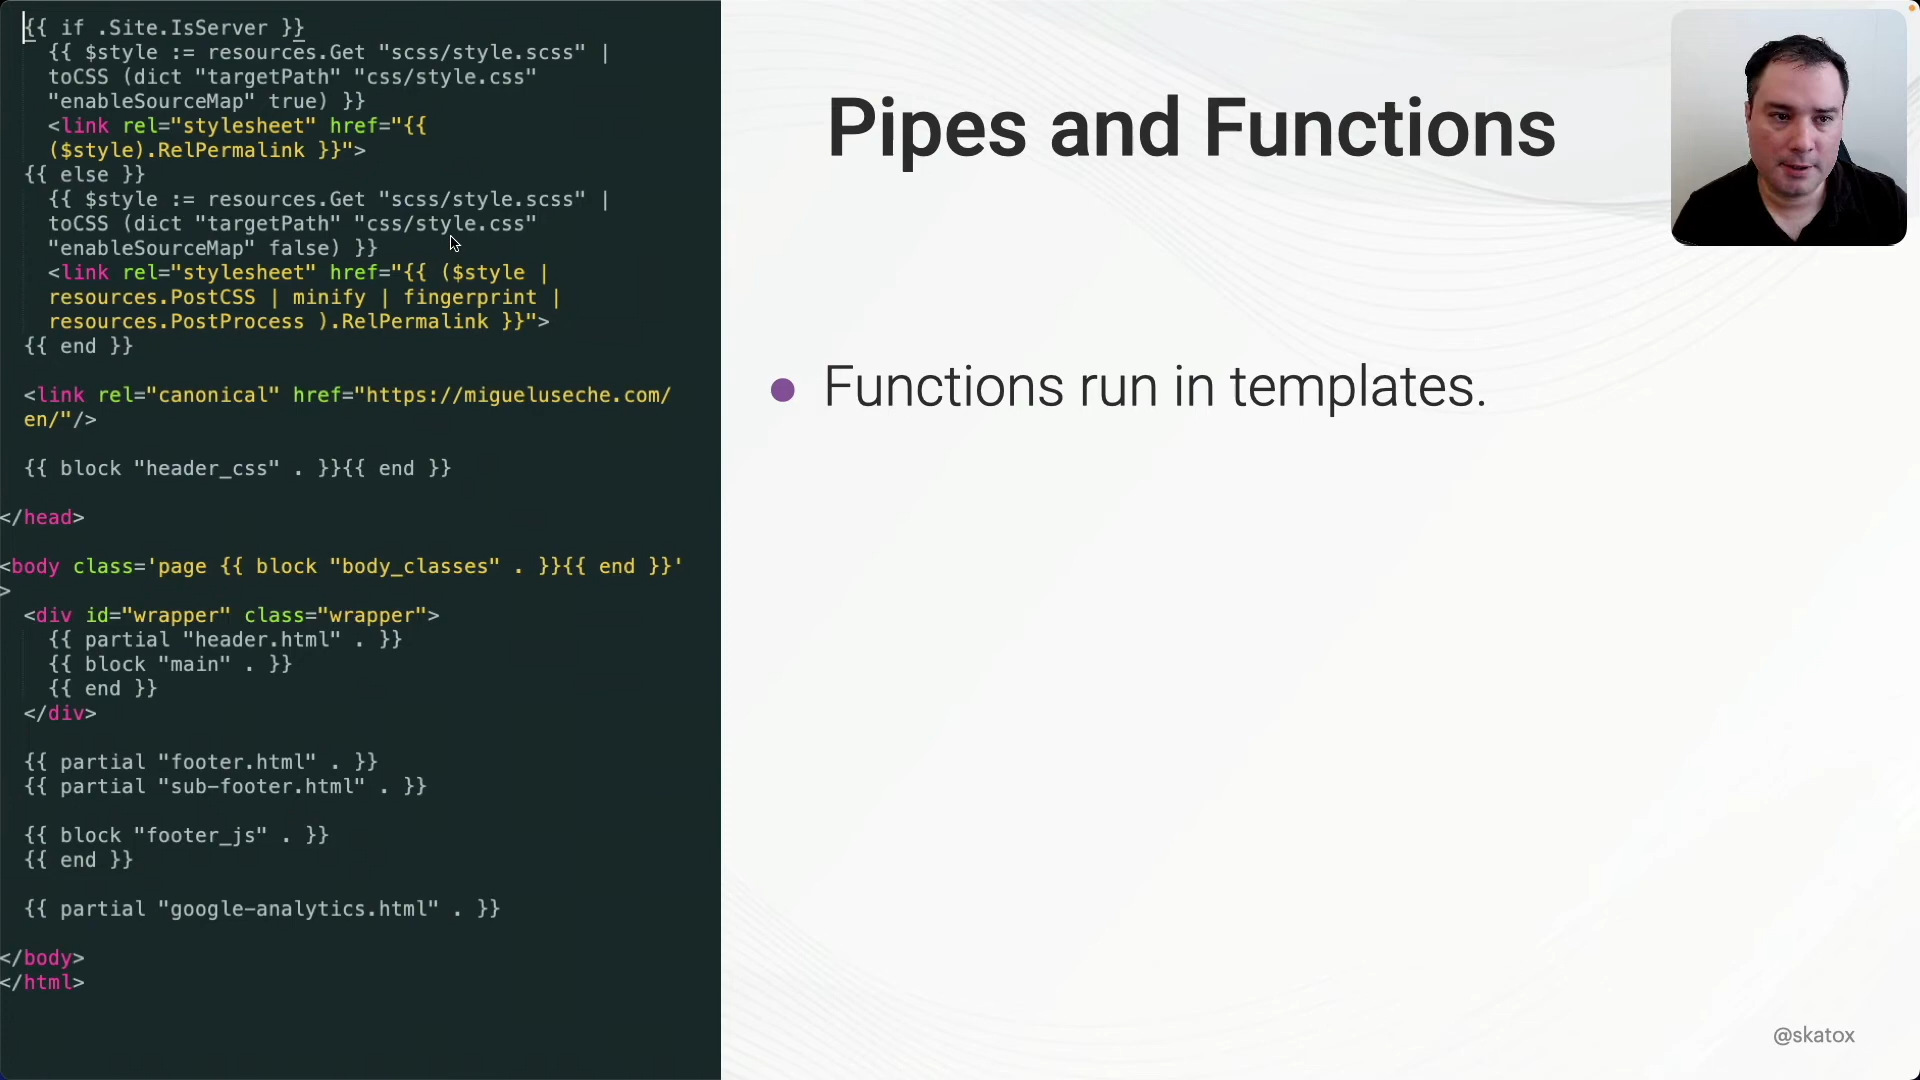 {{ if .Site.IsServer }}
{{ $style := resources.Get "scss/style.scss" |
toCSS (dict "targetPath" "css/style.css"
"enableSourceMap" true) }}
<link rel="stylesheet" href="{{
($style).RelPermalink }}">
{{ else }}
{{ $style := resources.Get "scss/style.scss" |
toCSS (dict "targetPath" "css/style.css"
"enableSourceMap" false) }}
<link rel="stylesheet" href="{{ ($style |
resources.PostCSS | minify | fingerprint |
resources.PostProcess ).RelPermalink }}">
{{ end }}
<link rel="canonical" href="https://migueluseche.com/
en/"/>
{{ block "header_css" . }}{{ end }}
</head>
<body class='page {{ block "body_classes" . }}{{ end }}'
>
<div id="wrapper" class="wrapper">
{{ partial "header.html" . }}
{{ block "main" . }}
{{ end }}
</div>
{{ partial "footer.html" . }}
{{ partial "sub-footer.html" . }}
{{ block "footer_js" . }}
{{ end }}
{{ partial "google-analytics.html" . }}
</body>
</html>
Pipes and Functions
● Functions run in templates.
@skatox